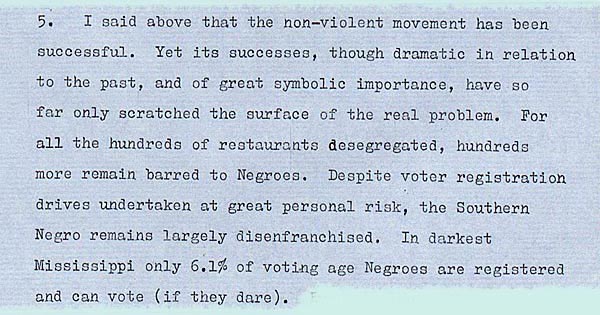 5. I said above that the non-violent movement has been
successful. Yet its successes, though dramatic in relation
to the past, and of great symbolic importance, have so
far only scratched the surface of the real problem. For
all the hundreds of restaurants desegregated, hundreds
more remain barred to Negroes. Despite voter registration
drives undertaken at great personal risk, the Southern
Negro remains largely disenfranchised. In darkest
Mississippi only 6.1% of voting age Negroes are registered
and can vote (if they dare).